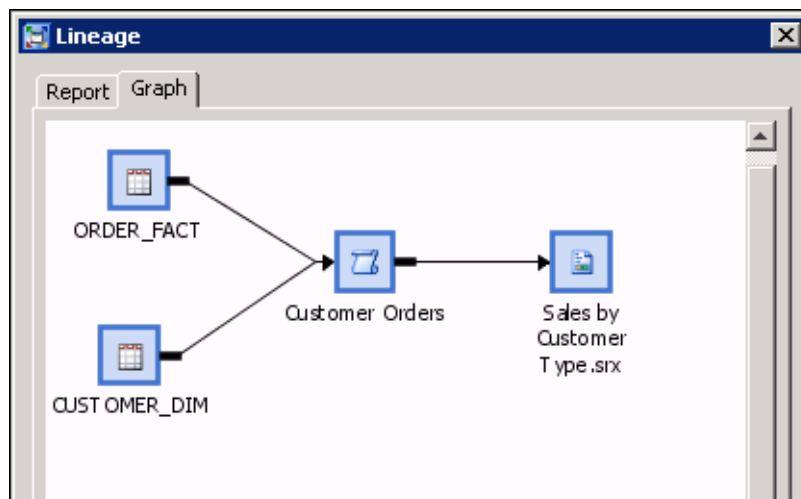 Lineage
Report
Graph
ORDER_FACT
Customer Orders
Sales by
Customer
Type.srx
CUSTOMER_DIM